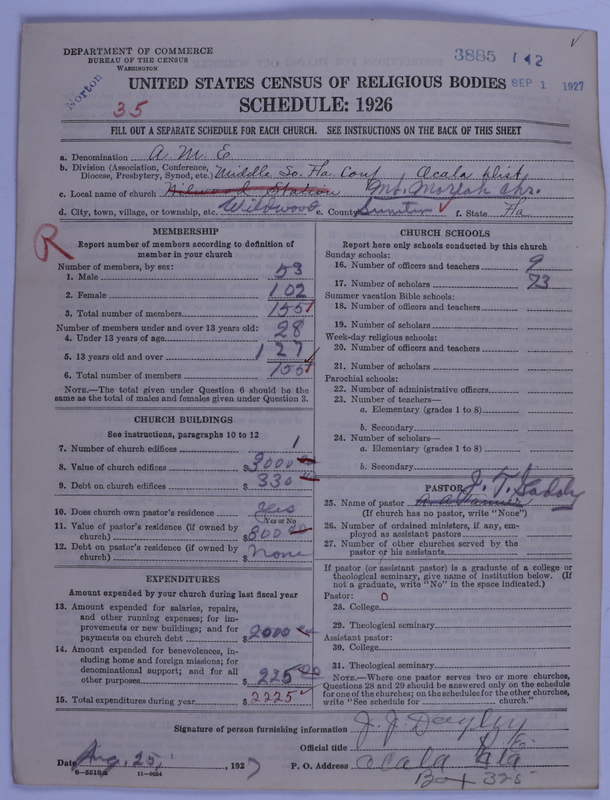 DEPARTMENT OF COMMERCE
BUREAU OF THE CENSUS
WASHINGTON
3885 142
SEP 1 1927
Norton
35
UNITED STATES CENSUS OF RELIGIOUS BODIES
SCHEDULE: 1926
FILL OUT A SEPARATE SCHEDULE FOR EACH CHURCH. SEE INSTRUCTIONS ON THE BACK OF THIS SHEET
a. Denomination A. M. E
b. Division (Association, Conference, Diocese, Presbytery, Synod, etc.) Middle So. Fla. Conf Ocala Dist
c. Local name of church Wildwood Station Mt. Moriah Chr.
d. City, town, village, or township, etc. Wildwood e. County Sumter f. State Fla
R
MEMBERSHIP
Report number of members according to definition of
member in your church
Number of members, by sex:
1. Male 53
2. Female 102
3. Total number of members 155
Number of members under and over 13 years old:
4. Under 13 years of age 28
5. 13 years old and over 127
6. Total number of members 155
NOTE.—The total given under Question 6 should be the
same as the total of males and females given under Question 3.
CHURCH BUILDINGS
See instructions, paragraphs 10 to 12
7. Number of church edifices 1
8. Value of church edifices $3000
9. Debt on church edifices $330
10. Does church own pastor's residence yes
Yes or No
11. Value of pastor's residence (if owned by
church) $800
12. Debt on pastor's residence (if owned by
church) $None
EXPENDITURES
Amount expended by your church during last fiscal year
13. Amount expended for salaries, repairs,
and other running expenses; for im-
provements or new buildings; and for
payments on church debt $2000
14. Amount expended for benevolences, in-
cluding home and foreign missions; for
denominational support; and for all
other purposes $225
15. Total expenditures during year $2225
CHURCH SCHOOLS
Report here only schools conducted by this church
Sunday schools:
16. Number of officers and teachers 9
17. Number of scholars 73
Summer vacation Bible schools:
18. Number of officers and teachers
19. Number of scholars
Week-day religious schools:
20. Number of officers and teachers
21. Number of scholars
Parochial schools:
22. Number of administrative officers
23. Number of teachers—
a. Elementary (grades 1 to 8)
b. Secondary
24. Number of scholars—
a. Elementary (grades 1 to 8)
b. Secondary
PASTOR J. T. Gaddy
25. Name of pastor
(If church has no pastor, write "None")
26. Number of ordained ministers, if any, em-
ployed as assistant pastors
27. Number of other churches served by the
pastor or his assistants
If pastor (or assistant pastor) is a graduate of a college or
theological seminary, give name of institution below. (If
not a graduate, write "No" in the space indicated.)
Pastor: 0
28. College
29. Theological seminary
Assistant pastor:
30. College
31. Theological seminary
NOTE.—Where one pastor serves two or more churches,
Questions 28 and 29 should be answered only on the schedule
for one of the churches; on the schedules for the other churches,
write "See schedule for church."
Signature of person furnishing information J. J.
Official title P. E.
Date Aug. 25, 1927 P. O. Address Ocala Fla
Box 325
8—5518a 11—9664